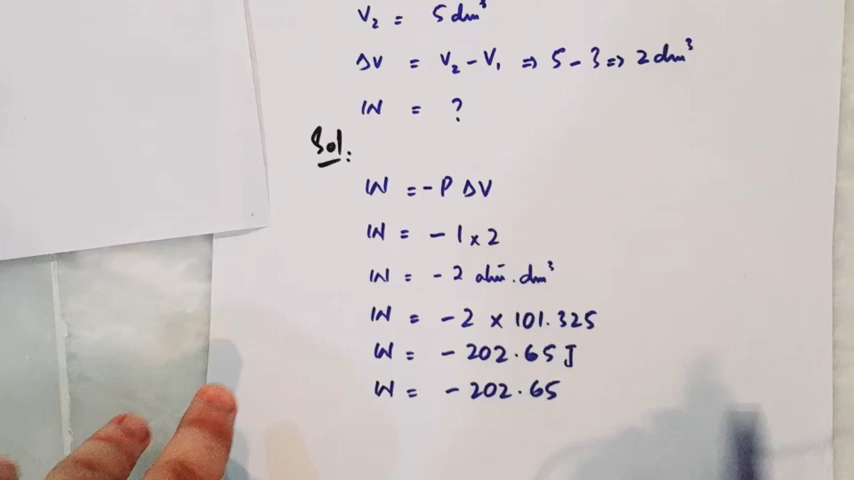 V₂ = 5 dm³
ΔV = V₂ - V₁ ⇒ 5 - 3 ⇒ 2 dm³
W = ?
Sol:
W = - P ΔV
W = - 1 x 2
W = - 2 atm . dm³
W = - 2 x 101.325
W = - 202.65 J
W = - 202.65